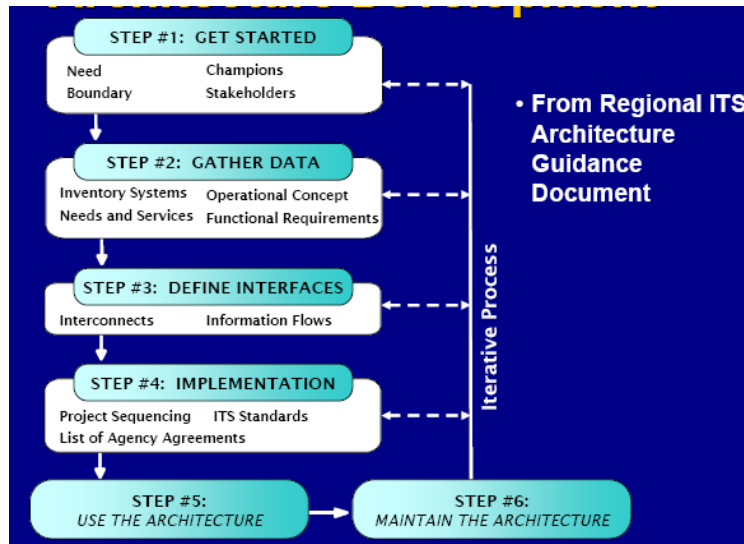 Architecture Development
STEP #1: GET STARTED
Need Champions
Boundary Stakeholders
STEP #2: GATHER DATA
Inventory Systems Operational Concept
Needs and Services Functional Requirements
STEP #3: DEFINE INTERFACES
Interconnects Information Flows
STEP #4: IMPLEMENTATION
Project Sequencing ITS Standards
List of Agency Agreements
STEP #5:
USE THE ARCHITECTURE
STEP #6:
MAINTAIN THE ARCHITECTURE
Iterative Process
• From Regional ITS
Architecture
Guidance
Document